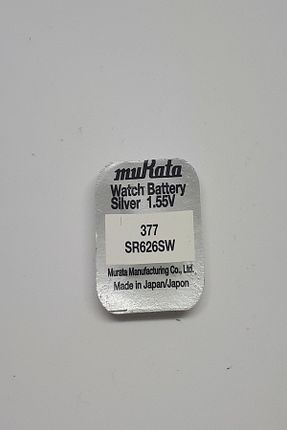 muRata
Watch Battery
Silver 1.55V
377
SR626SW
Murata Manufacturing Co., Ltd.
Made in Japan/Japon